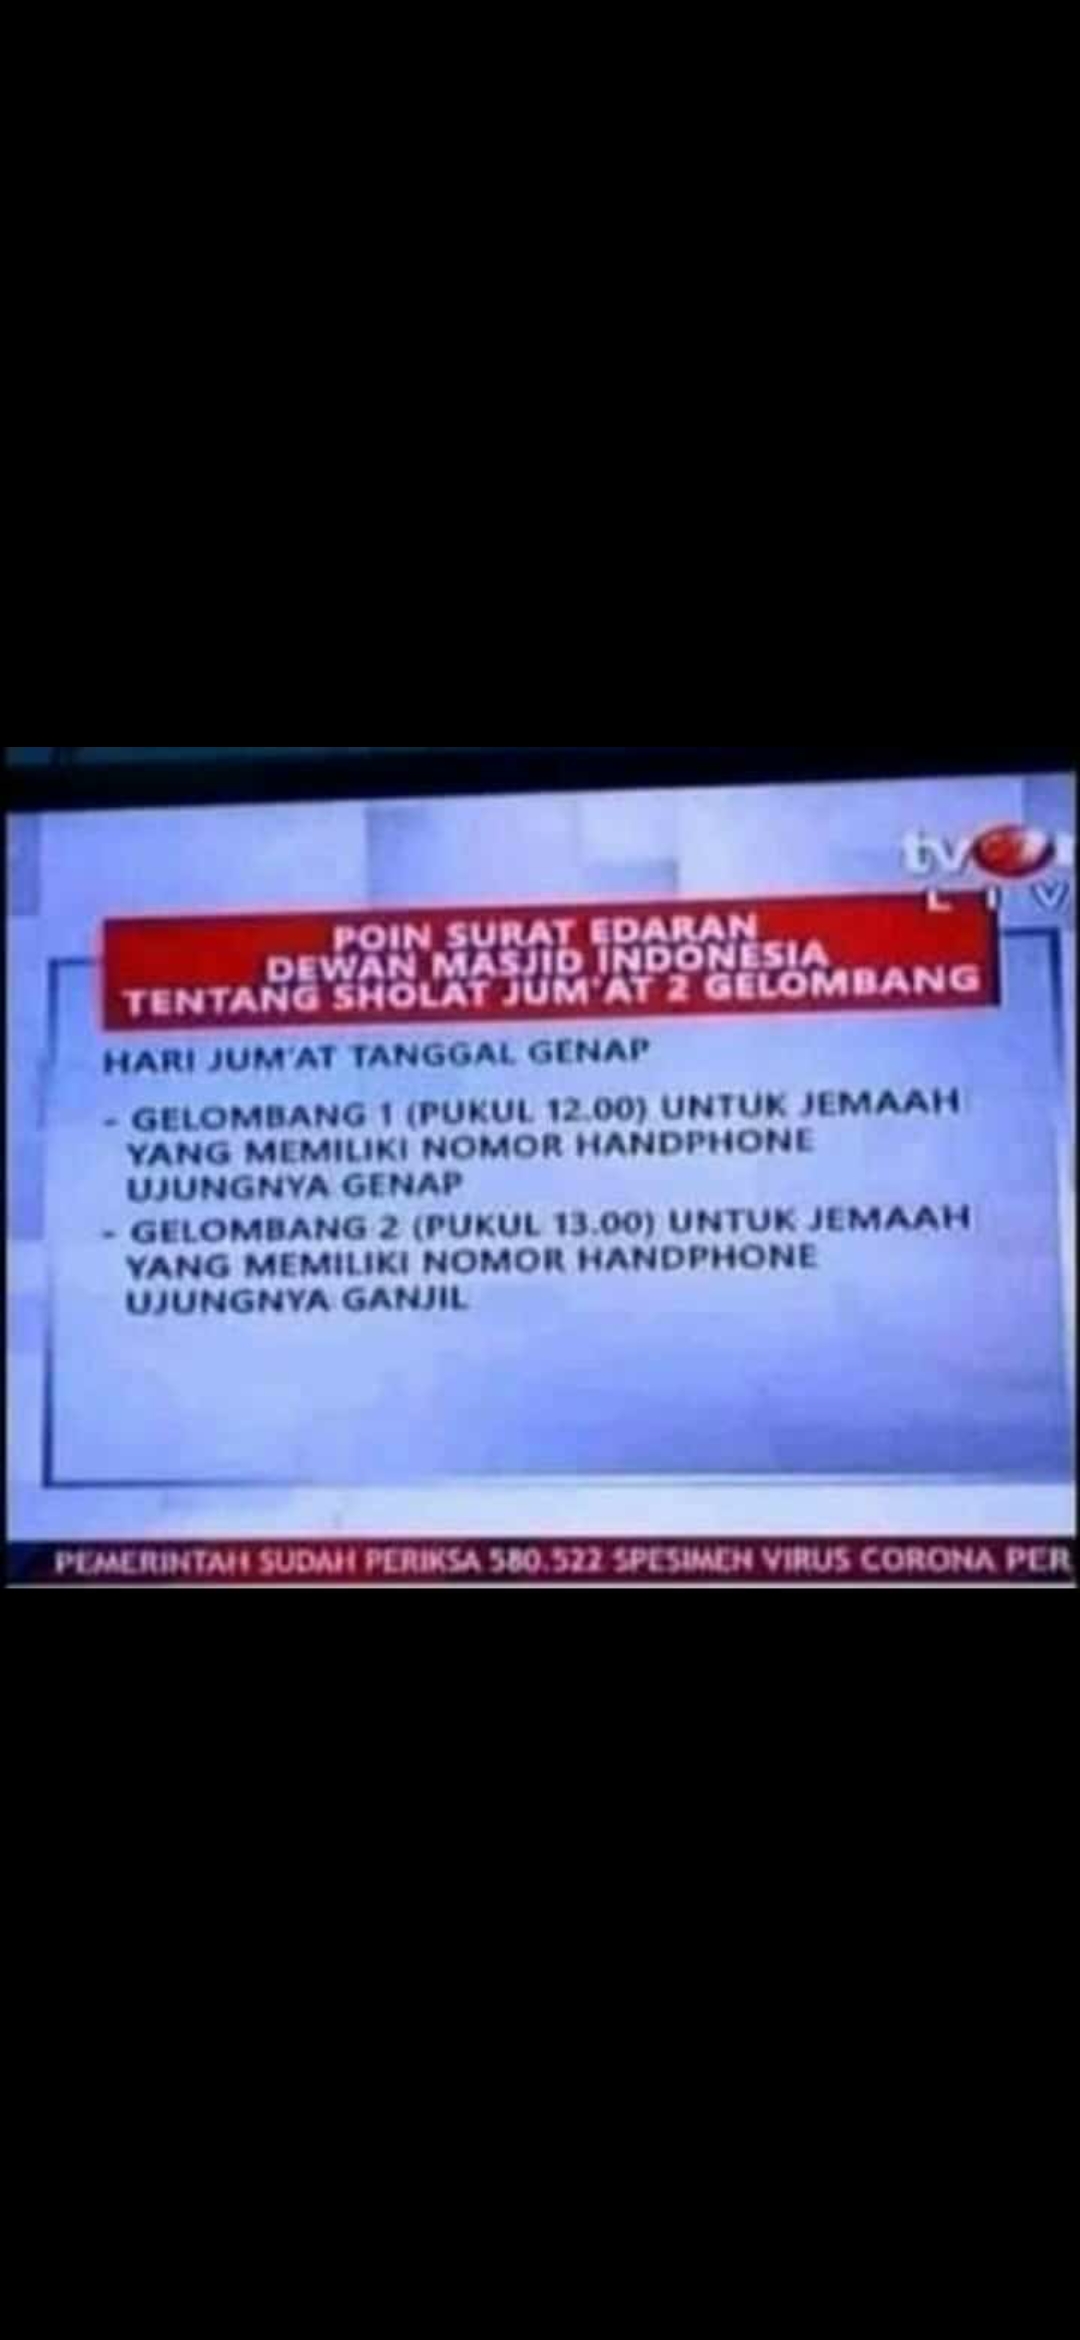 tvO
LIV
POIN SURAT EDARAN
DEWAN MASJID INDONESIA
TENTANG SHOLAT JUM'AT 2 GELOMBANG
HARI JUM'AT TANGGAL GENAP
- GELOMBANG 1 (PUKUL 12.00) UNTUK JEMAAH
YANG MEMILIKI NOMOR HANDPHONE
UJUNGNYA GENAP
- GELOMBANG 2 (PUKUL 13.00) UNTUK JEMAAH
YANG MEMILIKI NOMOR HANDPHONE
UJUNGNYA GANJIL
PEMERINTAH SUDAH PERIKSA 580.522 SPESIMEN VIRUS CORONA PER